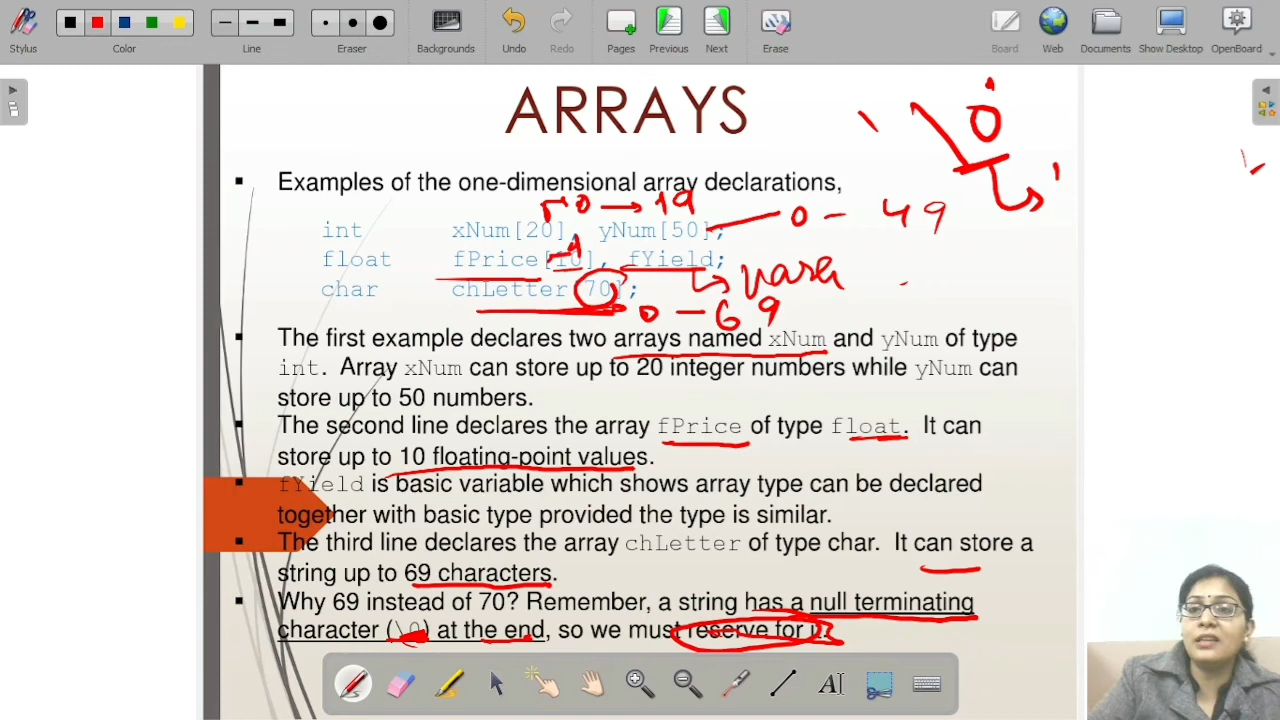 Stylus
Color
Line
Eraser
Backgrounds
Undo
Redo
Pages
Previous
Next
Erase
Board
Web
Documents
Show Desktop
OpenBoard
ARRAYS
\0
Examples of the one-dimensional array declarations,
0 → 19
int xNum[20], yNum[50]; 0 - 49
float fPrice[10], fYield;
char chLetter[70];
0 - 69
The first example declares two arrays named xNum and yNum of type
int. Array xNum can store up to 20 integer numbers while yNum can
store up to 50 numbers.
The second line declares the array fPrice of type float. It can
store up to 10 floating-point values.
fYield is basic variable which shows array type can be declared
together with basic type provided the type is similar.
The third line declares the array chLetter of type char. It can store a
string up to 69 characters.
Why 69 instead of 70? Remember, a string has a null terminating
character (\0) at the end, so we must reserve for it.
AI